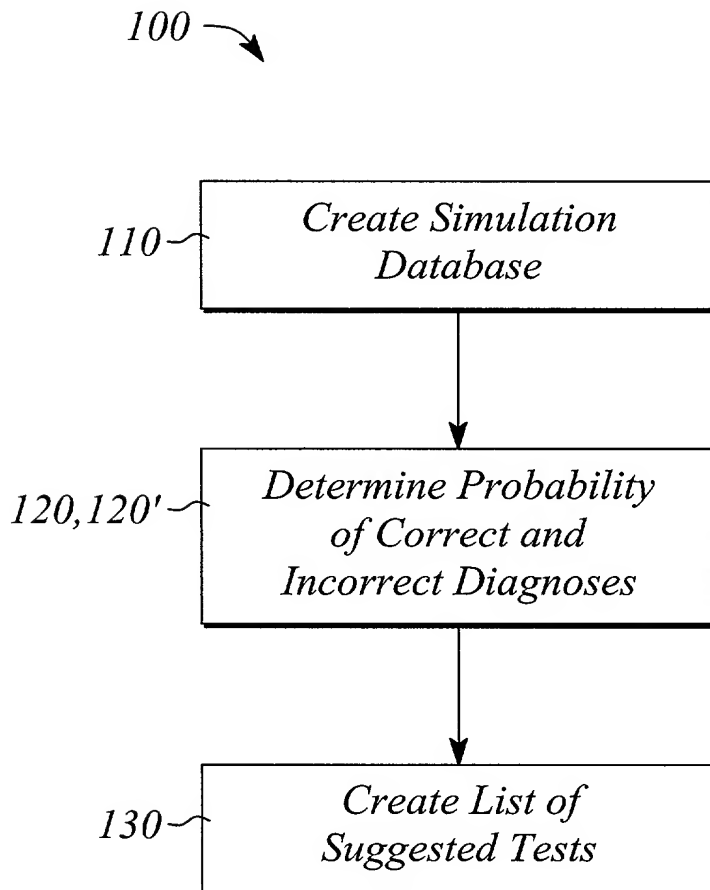 100
110
Create Simulation
Database
120,120'
Determine Probability
of Correct and
Incorrect Diagnoses
130
Create List of
Suggested Tests